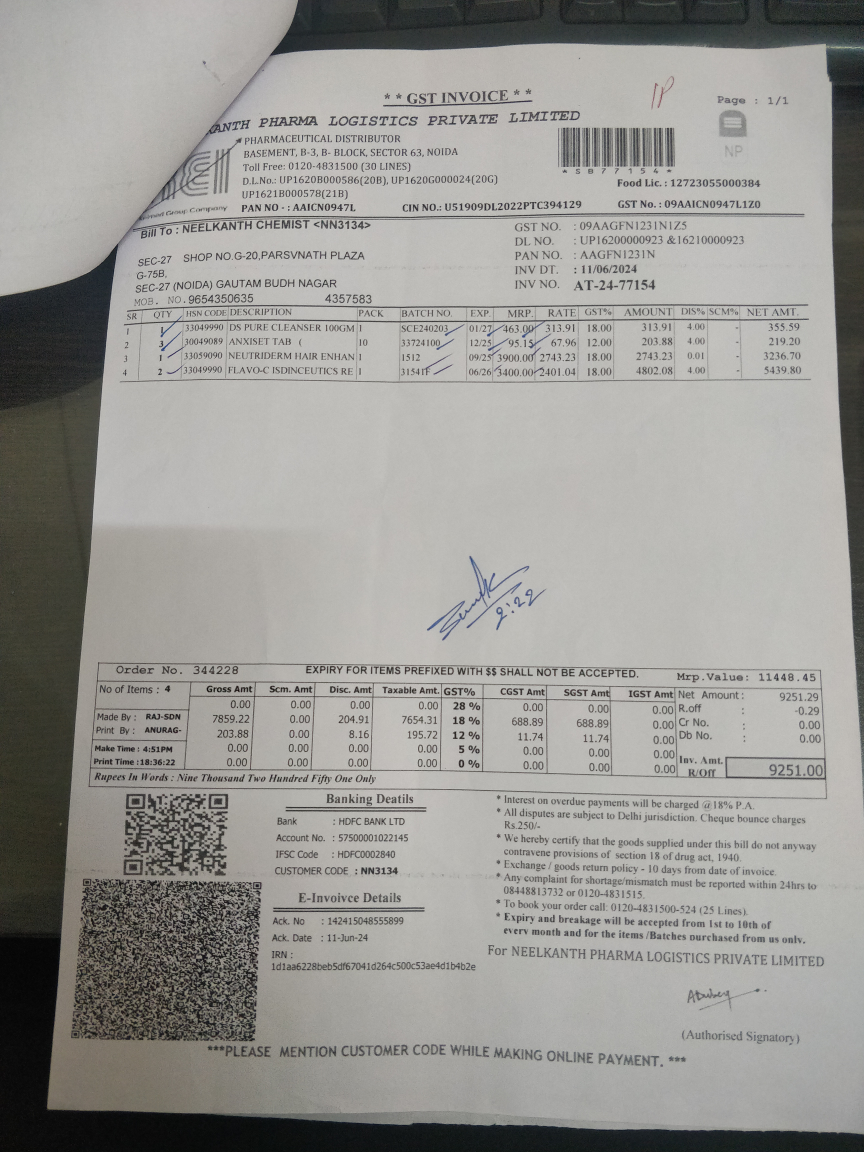 * * GST INVOICE * *
Page : 1/1
KANTH PHARMA LOGISTICS PRIVATE LIMITED
PHARMACEUTICAL DISTRIBUTOR
BASEMENT, B-3, B- BLOCK, SECTOR 63, NOIDA
Toll Free: 0120-4831500 (30 LINES)
D.L.No.: UP1620B000586(20B), UP1620G000024(20G)
UP1621B000578(21B)
PAN NO - : AAICN0947L
CIN NO.: U51909DL2022PTC394129
Group Company
* SB77154 *
NP
Food Lic. : 12723055000384
GST No. : 09AAICN0947L1Z0
Bill To : NEELKANTH CHEMIST <NN3134>
SEC-27 SHOP NO.G-20,PARSVNATH PLAZA
G-75B,
SEC-27 (NOIDA) GAUTAM BUDH NAGAR
MOB. NO. 9654350635 4357583
GST NO. : 09AAGFN1231N1Z5
DL NO. : UP16200000923 &16210000923
PAN NO. : AAGFN1231N
INV DT. : 11/06/2024
INV NO. AT-24-77154
SR QTY HSN CODE DESCRIPTION PACK BATCH NO. EXP. MRP. RATE GST% AMOUNT DIS% SCM% NET AMT.
1 1 33049990 DS PURE CLEANSER 100GM 1 SCE240203 01/27 463.00 313.91 18.00 313.91 4.00 - 355.59
2 3 30049089 ANXISET TAB ( 10 33724100 12/25 95.15 67.96 12.00 203.88 4.00 - 219.20
3 1 33059090 NEUTRIDERM HAIR ENHAN 1 1512 09/25 3900.00 2743.23 18.00 2743.23 0.01 - 3236.70
4 2 33049990 FLAVO-C ISDINCEUTICS RE 1 31541F 06/26 3400.00 2401.04 18.00 4802.08 4.00 - 5439.80
2:22
Order No. 344228 EXPIRY FOR ITEMS PREFIXED WITH $$ SHALL NOT BE ACCEPTED. Mrp.Value: 11448.45
No of Items : 4 Gross Amt Scm. Amt Disc. Amt Taxable Amt. GST% CGST Amt SGST Amt IGST Amt Net Amount : 9251.29
0.00 0.00 0.00 0.00 28 % 0.00 0.00 0.00 R.off : -0.29
Made By : RAJ-SDN 7859.22 0.00 204.91 7654.31 18 % 688.89 688.89 0.00 Cr No. : 0.00
Print By : ANURAG- 203.88 0.00 8.16 195.72 12 % 11.74 11.74 0.00 Db No. : 0.00
Make Time : 4:51PM 0.00 0.00 0.00 0.00 5 % 0.00 0.00 0.00
Print Time :18:36:22 0.00 0.00 0.00 0.00 0 % 0.00 0.00 0.00 Inv. Amt. R/Off 9251.00
Rupees In Words : Nine Thousand Two Hundred Fifty One Only
Banking Deatils
Bank : HDFC BANK LTD
Account No. : 57500001022145
IFSC Code : HDFC0002840
CUSTOMER CODE : NN3134
E-Invoivce Details
Ack. No : 142415048555899
Ack. Date : 11-Jun-24
IRN :
1d1aa6228beb5df67041d264c500c53ae4d1b4b2e
* Interest on overdue payments will be charged @18% P.A.
* All disputes are subject to Delhi jurisdiction. Cheque bounce charges
Rs.250/-
* We hereby certify that the goods supplied under this bill do not anyway
contravene provisions of section 18 of drug act, 1940.
* Exchange / goods return policy - 10 days from date of invoice.
* Any complaint for shortage/mismatch must be reported within 24hrs to
08448813732 or 0120-4831515.
* To book your order call: 0120-4831500-524 (25 Lines).
* Expiry and breakage will be accepted from 1st to 10th of
every month and for the items /Batches purchased from us only.
For NEELKANTH PHARMA LOGISTICS PRIVATE LIMITED
(Authorised Signatory)
***PLEASE MENTION CUSTOMER CODE WHILE MAKING ONLINE PAYMENT. ***